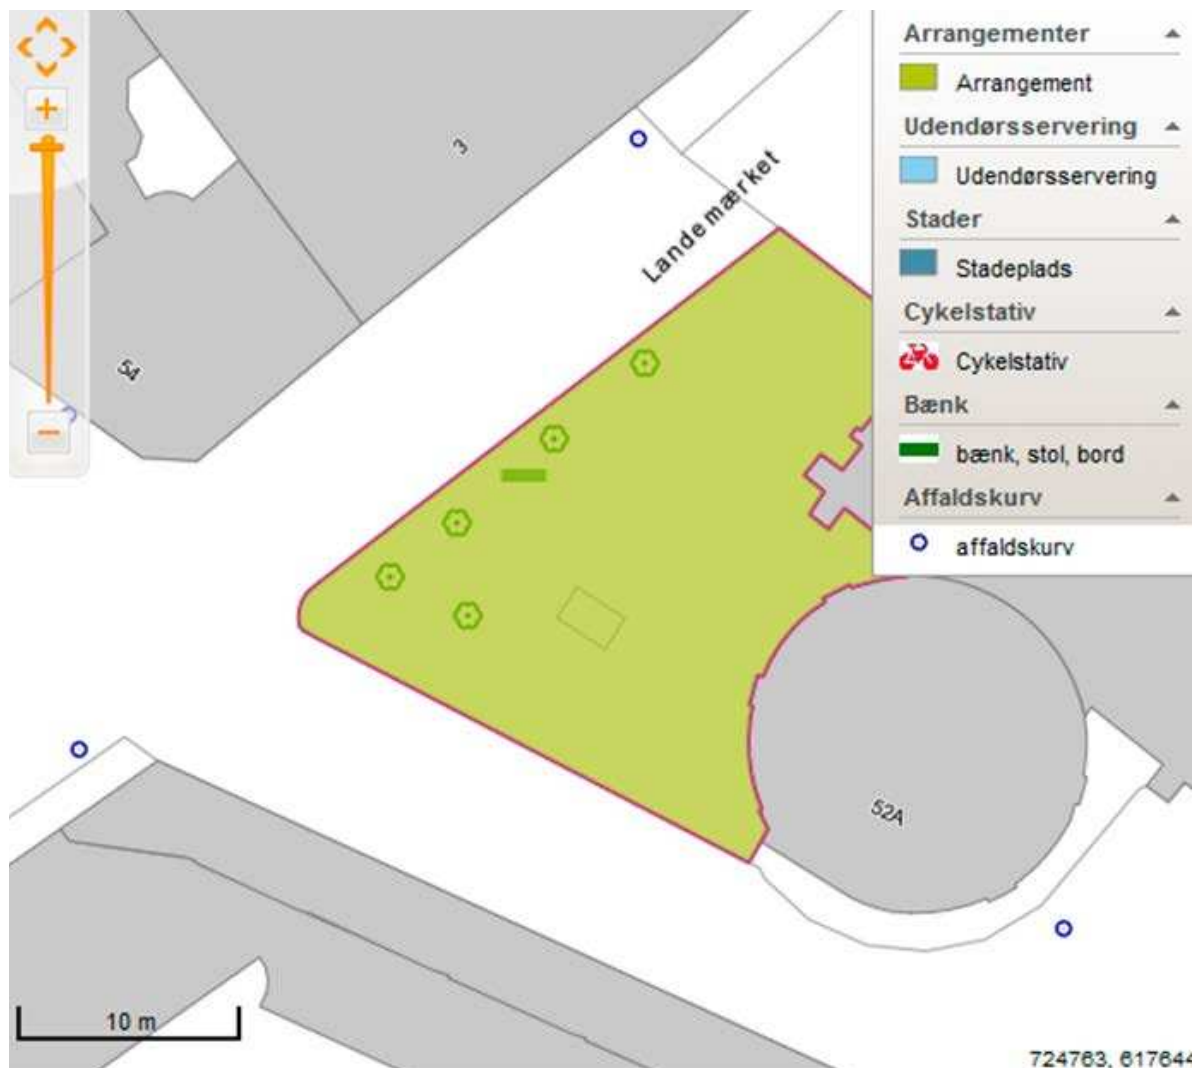 Arrangementer
Arrangement
Udendørsservering
Udendørsservering
Stader
Stadeplads
Cykelstativ
Cykelstativ
Bænk
bænk, stol, bord
Affaldskurv
affaldskurv
3
Landemærket
54
52A
10 m
724763, 617644